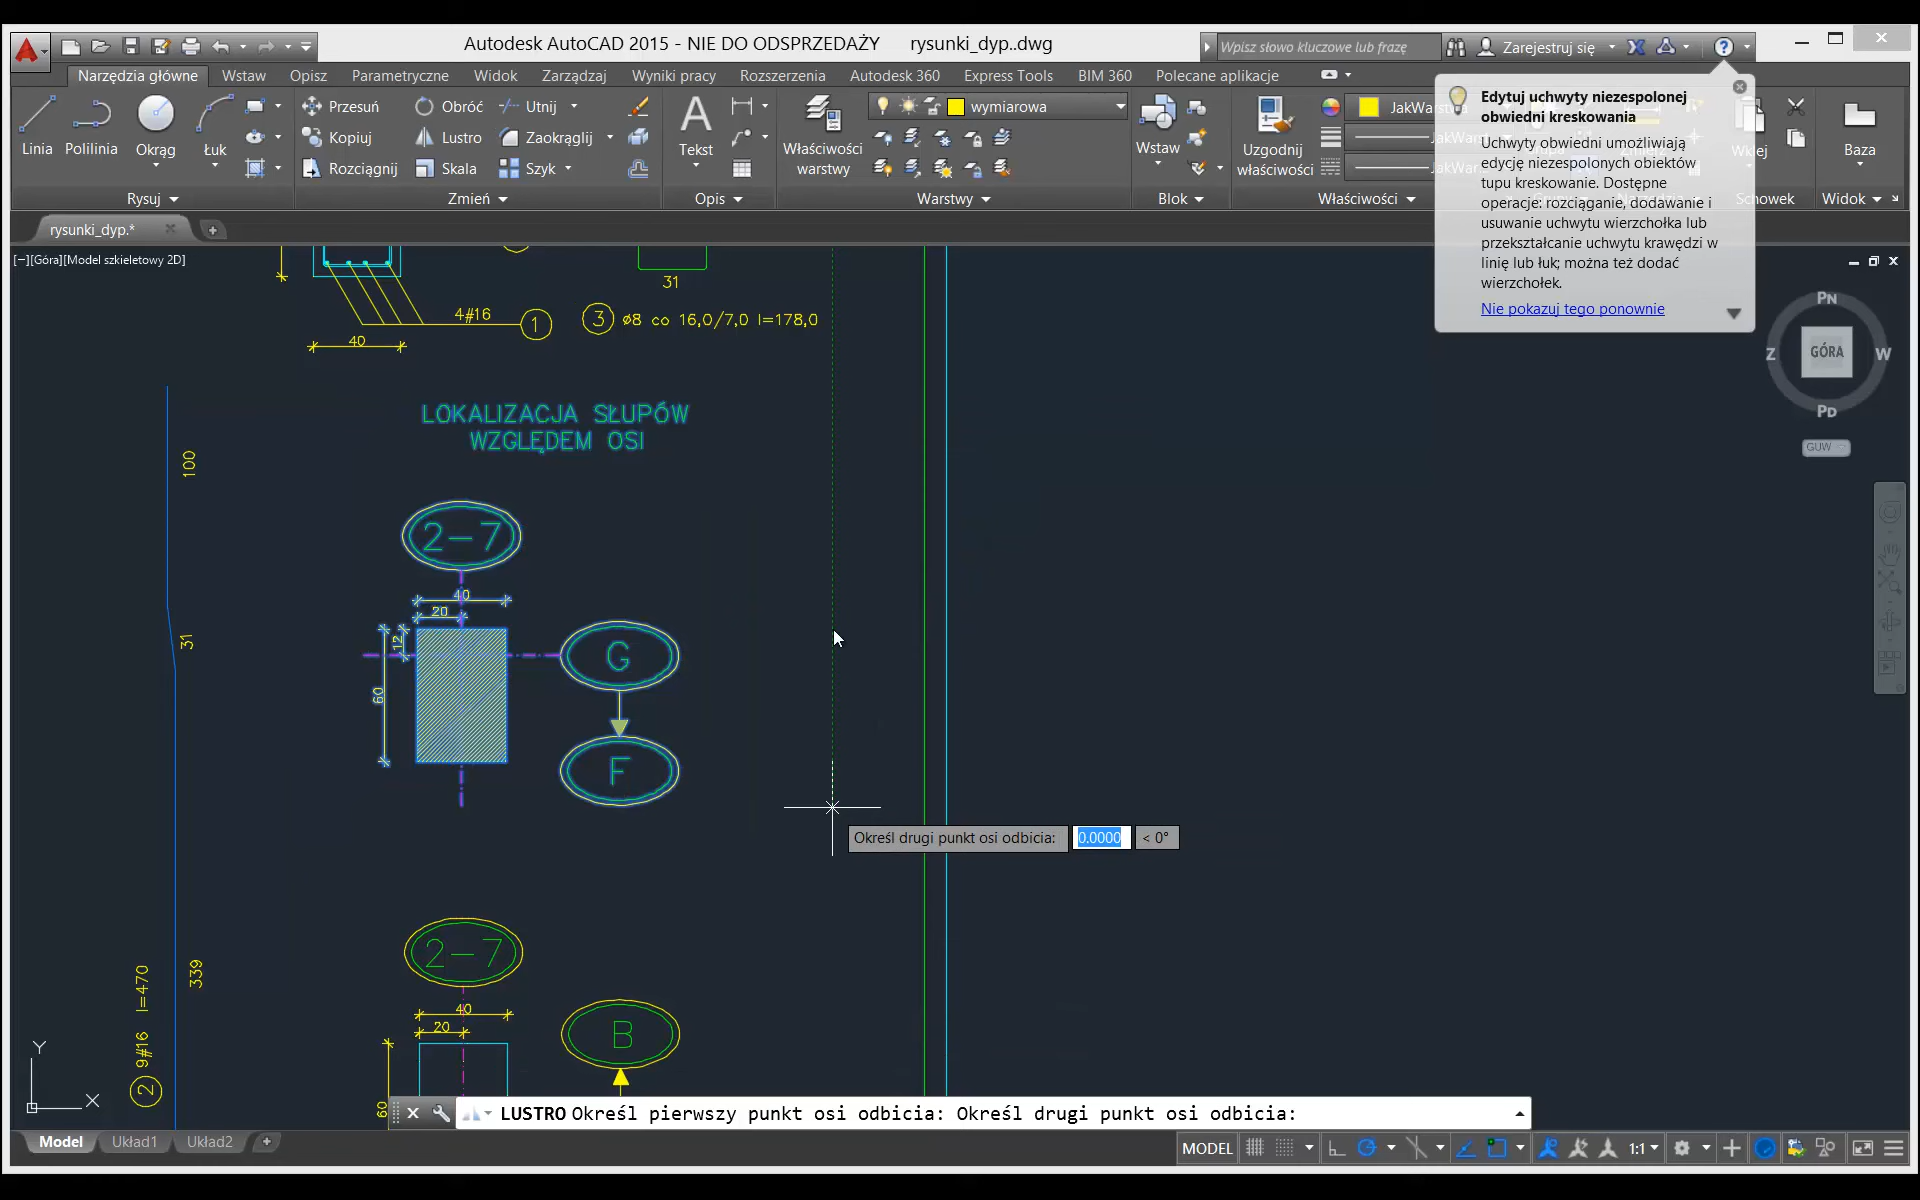 Autodesk AutoCAD 2015 - NIE DO ODSPRZEDAŻY rysunki_dyp..dwg
Wpisz słowo kluczowe lub frazę
Zarejestruj się
Narzędzia główne Wstaw Opisz Parametryczne Widok Zarządzaj Wyniki pracy Rozszerzenia Autodesk 360 Express Tools BIM 360 Polecane aplikacje
Linia
Polilinia
Okrąg
Łuk
Przesuń
Obróć
Utnij
Kopiuj
Lustro
Zaokrąglij
Rozciągnij
Skala
Szyk
Tekst
Właściwości
warstwy
wymiarowa
Wstaw
Uzgodnij
właściwości
Wklej
Baza
Rysuj
Zmień
Opis
Warstwy
Blok
Właściwości
Schowek
Widok
Edytuj uchwyty niezespolonej
obwiedni kreskowania
Uchwyty obwiedni umożliwiają
edycję niezespolonych obiektów
typu kreskowanie. Dostępne
operacje: rozciąganie, dodawanie i
usuwanie uchwytu wierzchołka lub
przekształcanie uchwytu krawędzi w
linię lub łuk; można też dodać
wierzchołek.
Nie pokazuj tego ponownie
rysunki_dyp.*
[−][Góra][Model szkieletowy 2D]
PN
Z
GÓRA
W
PD
GUW
31
4#16
1
3
ø8 co 16,0/7,0 l=178,0
40
LOKALIZACJA SŁUPÓW
WZGLĘDEM OSI
100
2-7
40
20
12
31
G
60
F
Określ drugi punkt osi odbicia: 0.0000 < 0°
2-7
339
2 9#16 l=470
40
20
B
60
Y
X
LUSTRO Określ pierwszy punkt osi odbicia: Określ drugi punkt osi odbicia:
Model Układ1 Układ2
MODEL
1:1